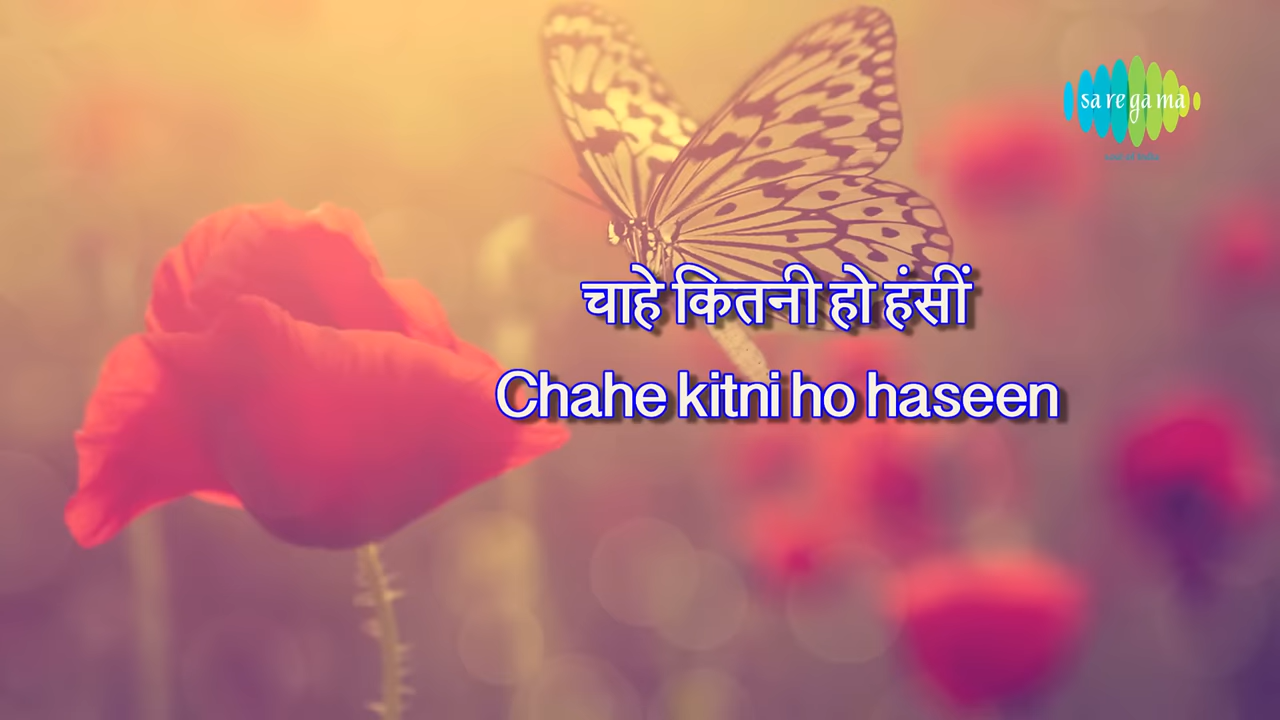 sa re ga ma
चाहे कितनी हो हंसीं
Chahe kitni ho haseen